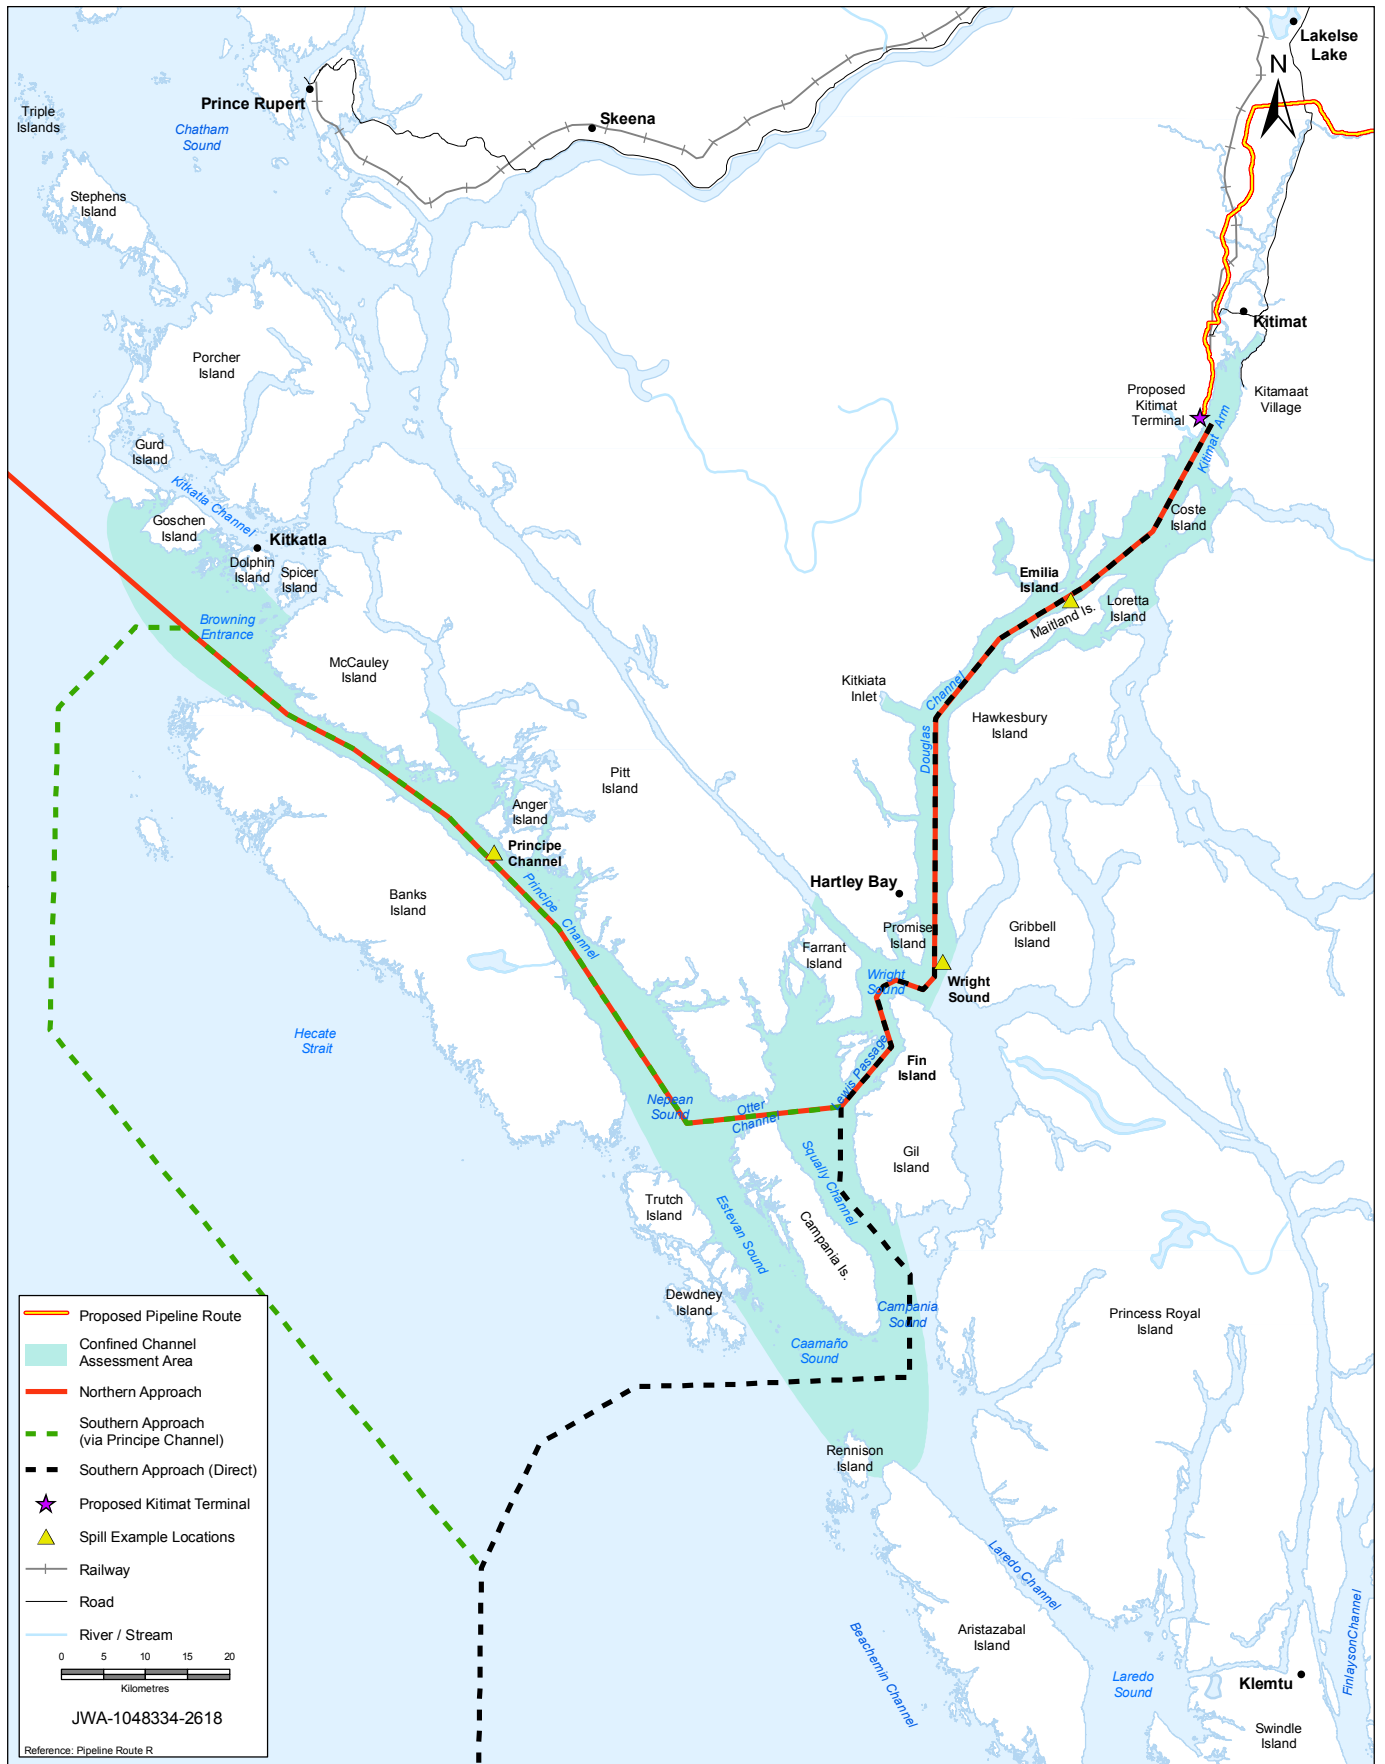 Lakelse
Lake
N
Prince Rupert
Skeena
Triple
Islands
Chatham
Sound
Stephens
Island
Kitimat
Porcher
Island
Proposed
Kitimat
Terminal
Kitamaat
Village
Kitimat Arm
Gurd
Island
Kitkatla Channel
Goschen
Island
Coste
Island
Kitkatla
Dolphin
Island
Spicer
Island
Emilia
Island
Loretta
Island
Maitland Is.
Browning
Entrance
McCauley
Island
Kitkiata
Inlet
Douglas Channel
Hawkesbury
Island
Pitt
Island
Anger
Island
Principe
Channel
Principe Channel
Banks
Island
Hartley Bay
Promise
Island
Gribbell
Island
Farrant
Island
Wright
Sound
Wright
Sound
Hecate
Strait
Lewis Passage
Fin
Island
Nepean
Sound
Otter
Channel
Squally Channel
Gil
Island
Trutch
Island
Estevan Sound
Campania Is.
Dewdney
Island
Campania
Sound
Princess Royal
Island
Caamaño
Sound
Rennison
Island
Laredo Channel
Aristazabal
Island
Beachemin Channel
Laredo
Sound
FinlaysonChannel
Klemtu
Swindle
Island
Proposed Pipeline Route
Confined Channel
Assessment Area
Northern Approach
Southern Approach
(via Principe Channel)
Southern Approach (Direct)
Proposed Kitimat Terminal
Spill Example Locations
Railway
Road
River / Stream
0 5 10 15 20
Kilometres
JWA-1048334-2618
Reference: Pipeline Route R